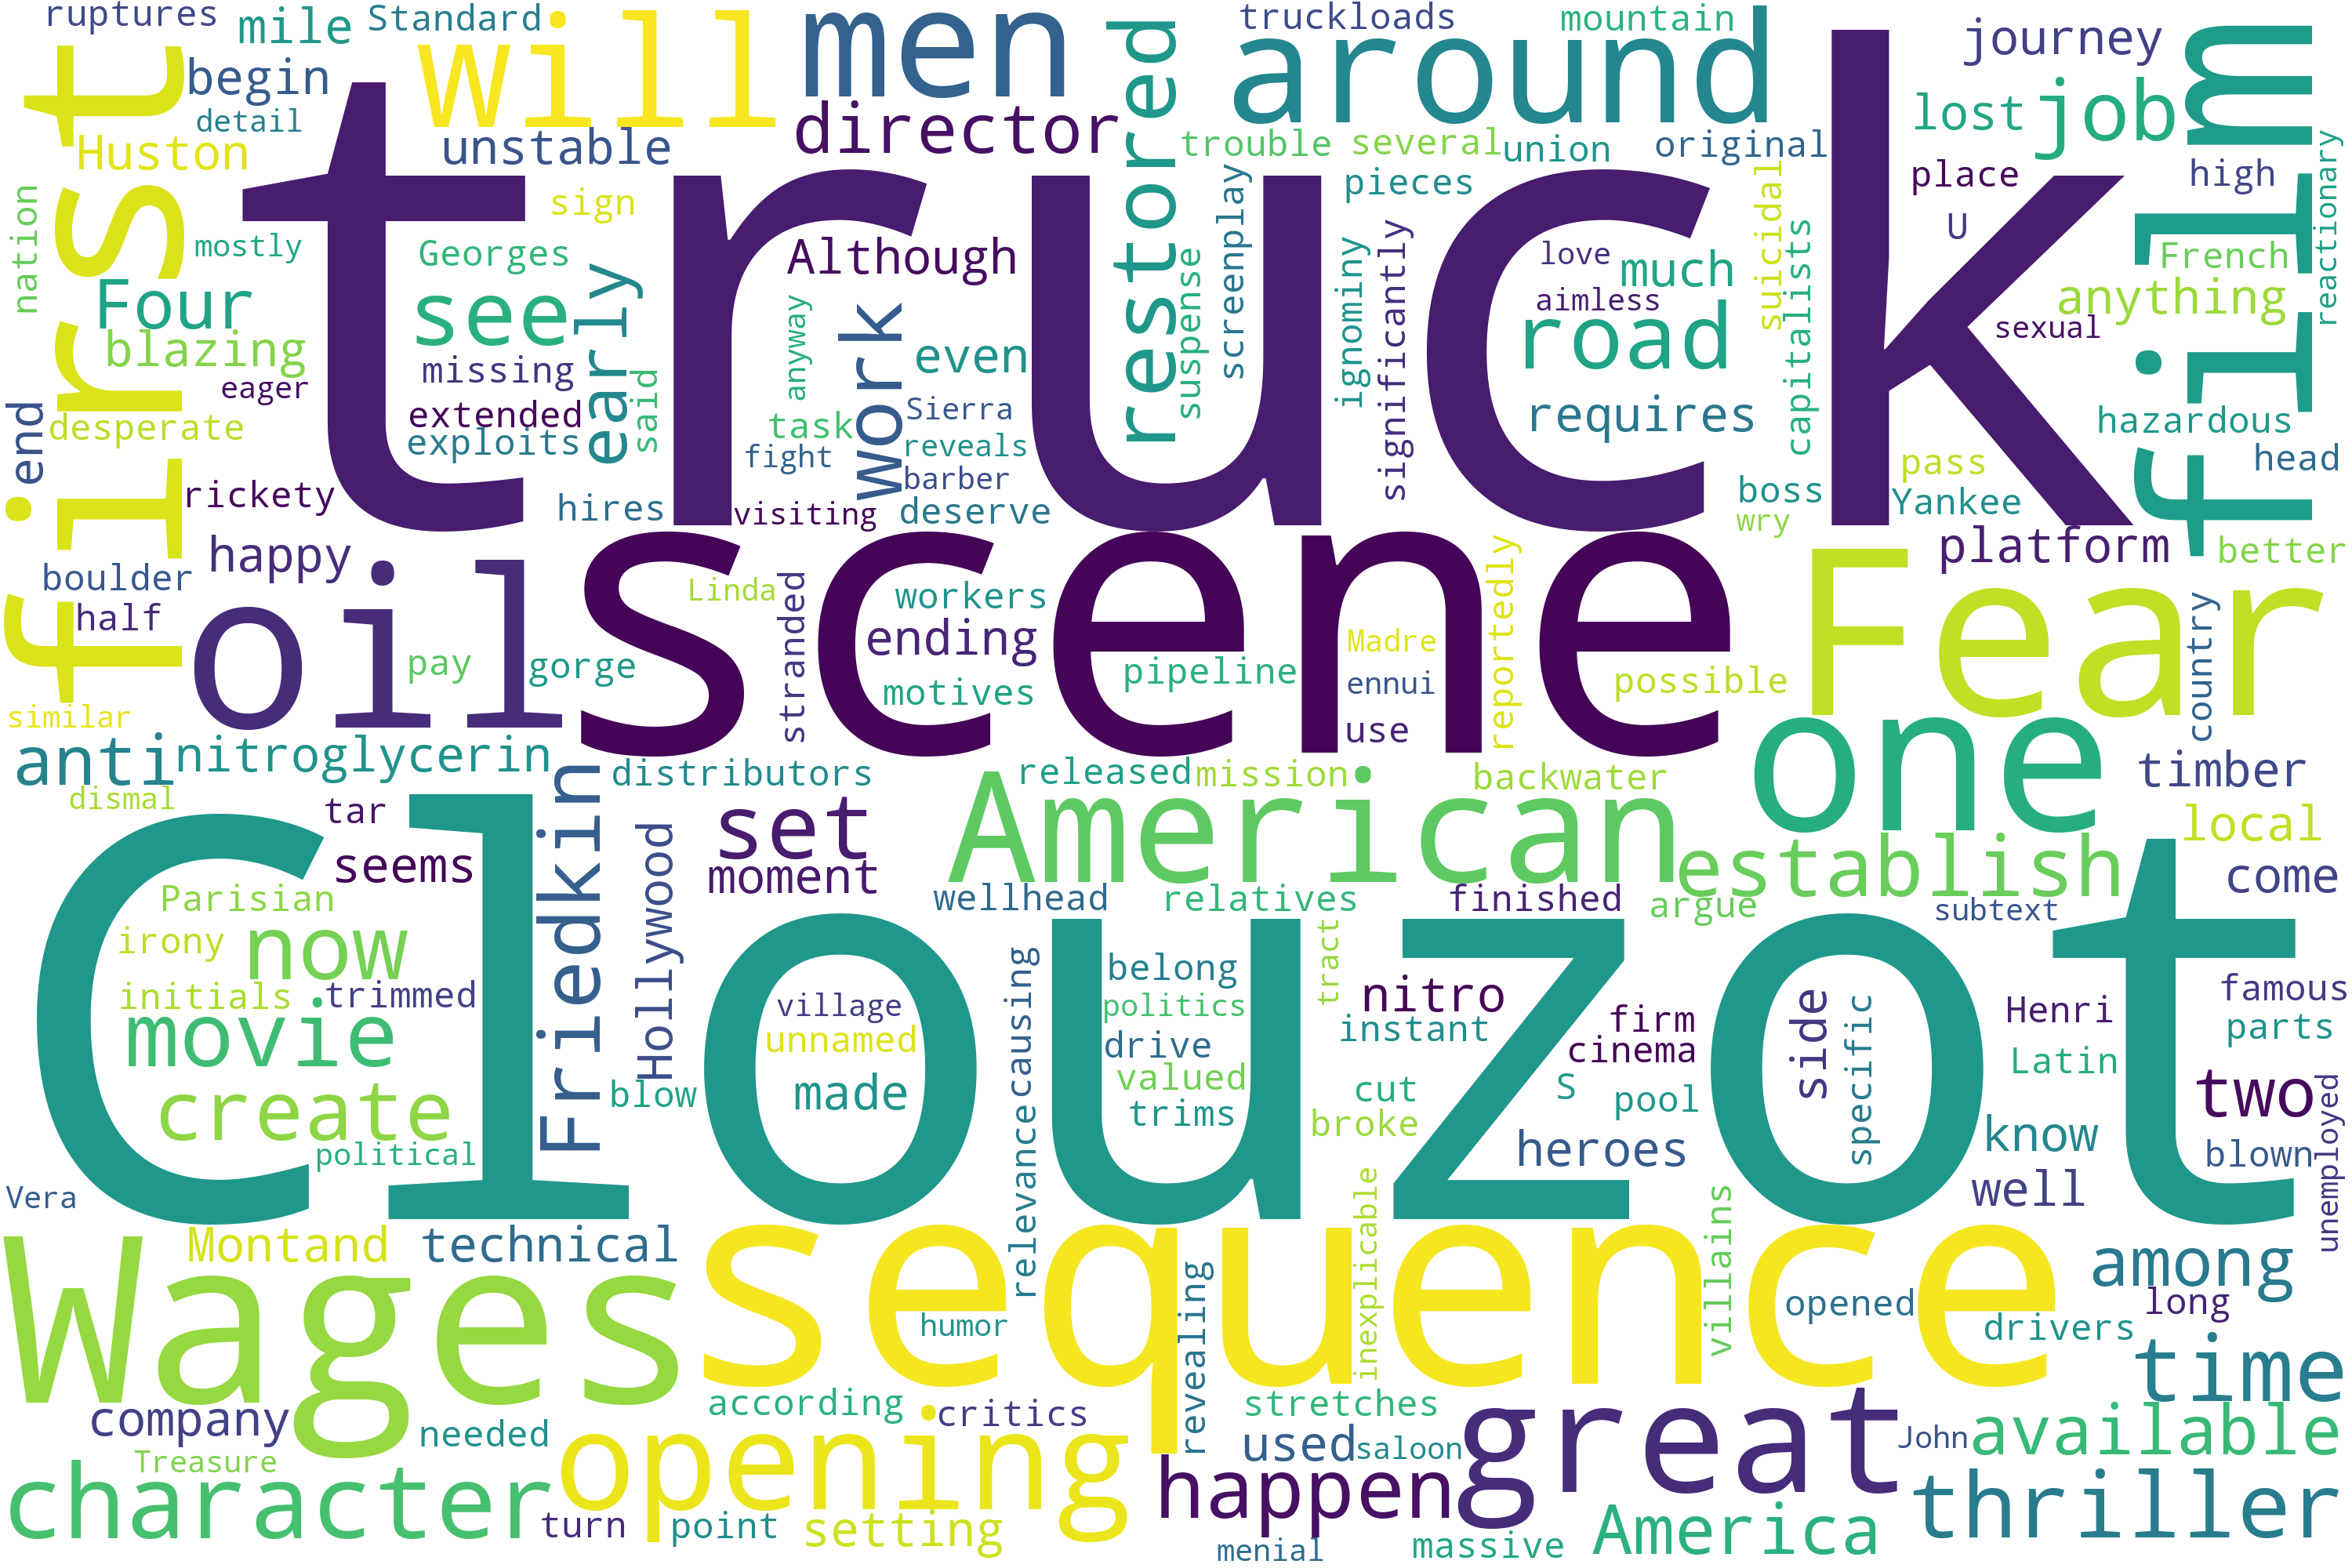 ruptures
mile
Standard
will
men
restored
truckloads
mountain
around
journey
film
first
begin
detail
Huston
unstable
director
trouble
several
union
original
lost
job
reactionary
nation
mostly
sign
truck
pieces
suicidal
place
high
U
Four
Georges
see
early
Although
suspense
screenplay
ignominy
significantly
love
aimless
much
road
capitalists
French
anything
sexual
blazing
eager
missing
extended
exploits
said
anyway
work
even
task
Sierra
reveals
fight
barber
requires
hazardous
head
end
desperate
rickety
hires
visiting
deserve
boss
wry
pass
Yankee
happy
oil
scene
Fear
platform
better
boulder
half
Linda
workers
ending
stranded
pay
gorge
motives
pipeline
Madre
ennui
use
reportedly
possible
country
similar
anti
nitroglycerin
dismal
tar
seems
Friedkin
distributors
set
moment
released
mission
American
backwater
one
establish
timber
local
come
Parisian
irony
now
initials
trimmed
Hollywood
wellhead
relatives
finished
argue
subtext
Clouzot
movie
create
political
village
unnamed
made
blow
causing
relevance
belong
politics
drive
valued
trims
tract
nitro
instant
cut
broke
firm
cinema
S
pool
heroes
side
specific
Henri
Latin
know
well
famous
parts
two
blown
unemployed
Vera
Montand
technical
Wages
sequence
humor
revealing
inexplicable
villains
opened
among
long
drivers
time
company
needed
Treasure
according
critics
stretches
used
saloon
great
John
available
character
opening
turn
point
setting
happen
menial
massive
America
thriller